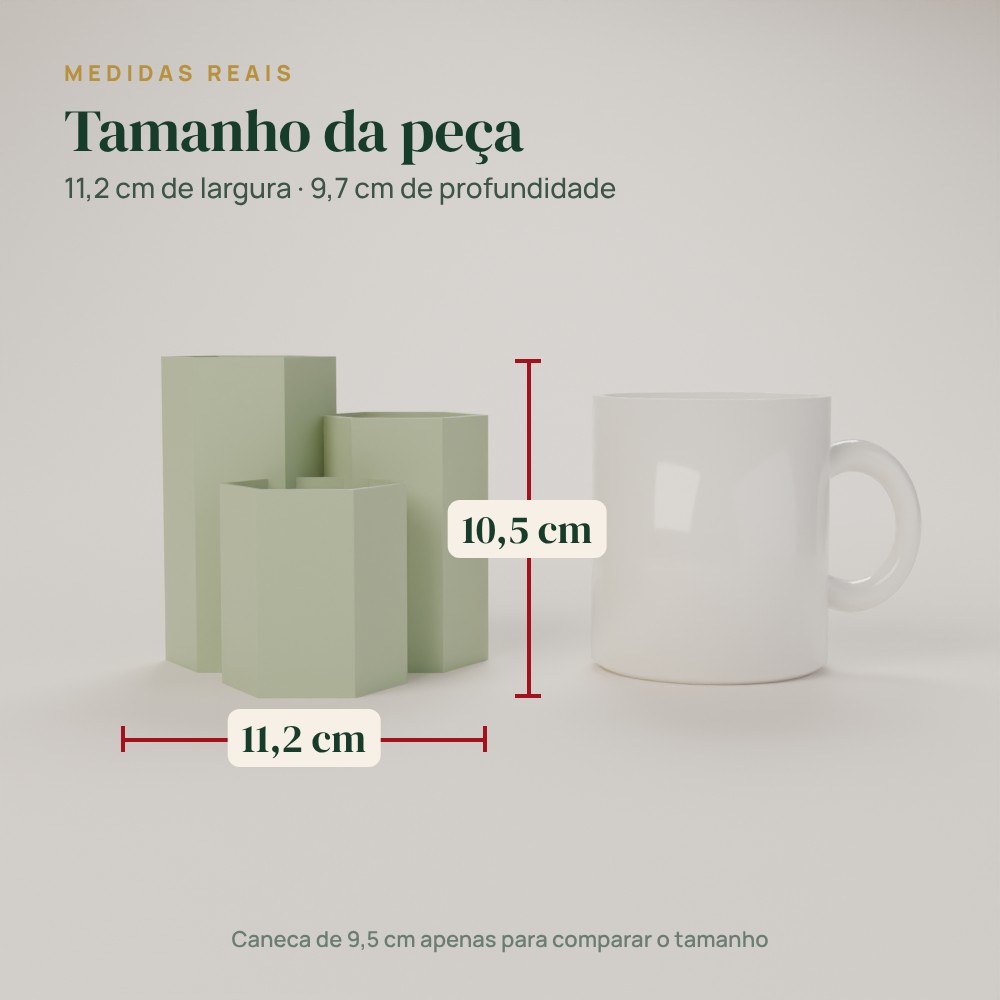 MEDIDAS REAIS
Tamanho da peça
11,2 cm de largura · 9,7 cm de profundidade
10,5 cm
11,2 cm
Caneca de 9,5 cm apenas para comparar o tamanho